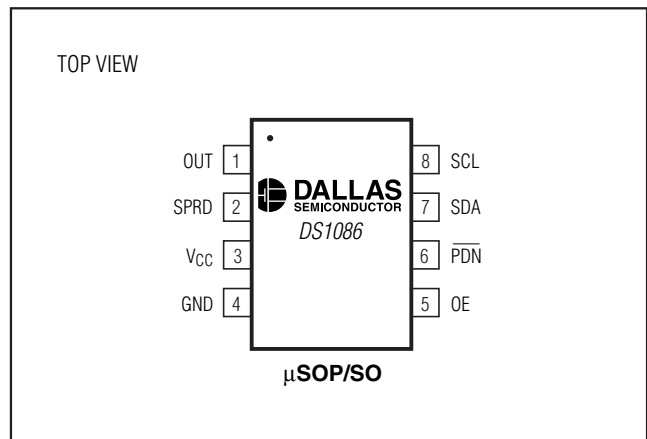 TOP VIEW
OUT 1
8 SCL
SPRD 2
7 SDA
VCC 3
6 P̅D̅N̅
GND 4
5 OE
DALLAS
SEMICONDUCTOR
DS1086
μSOP/SO